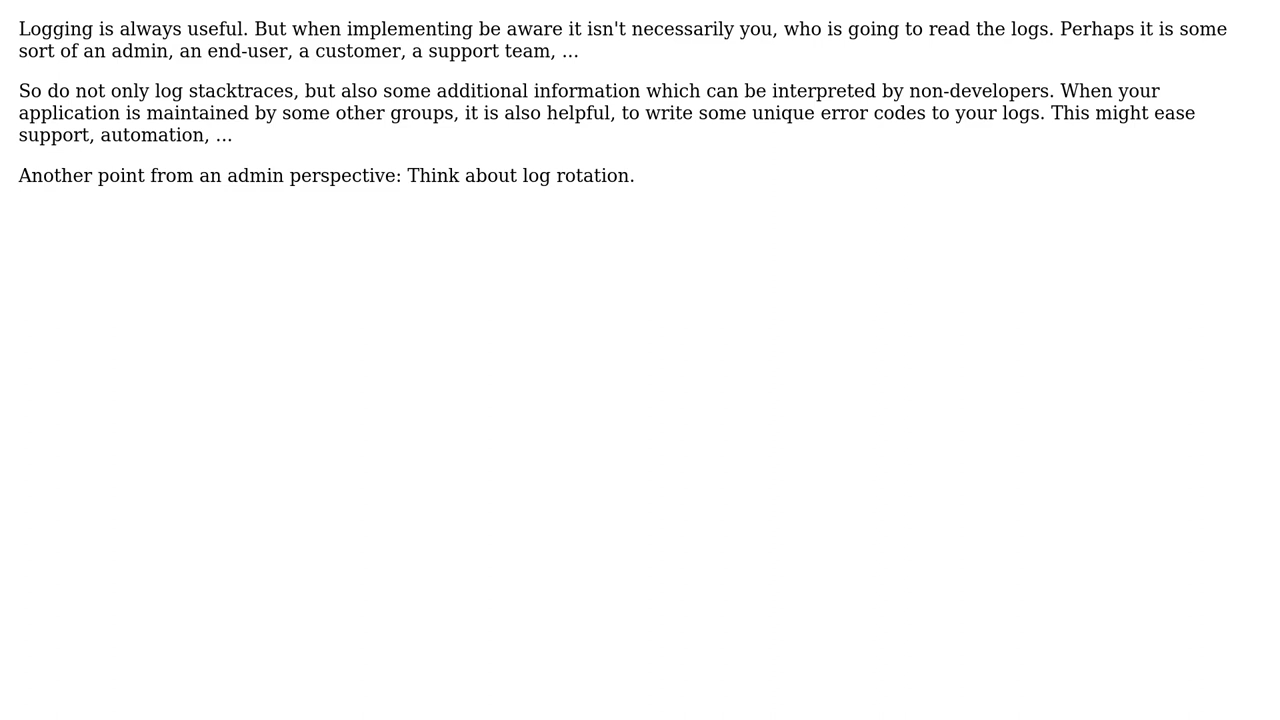 Logging is always useful. But when implementing be aware it isn't necessarily you, who is going to read the logs. Perhaps it is some
sort of an admin, an end-user, a customer, a support team, ...
So do not only log stacktraces, but also some additional information which can be interpreted by non-developers. When your
application is maintained by some other groups, it is also helpful, to write some unique error codes to your logs. This might ease
support, automation, ...
Another point from an admin perspective: Think about log rotation.